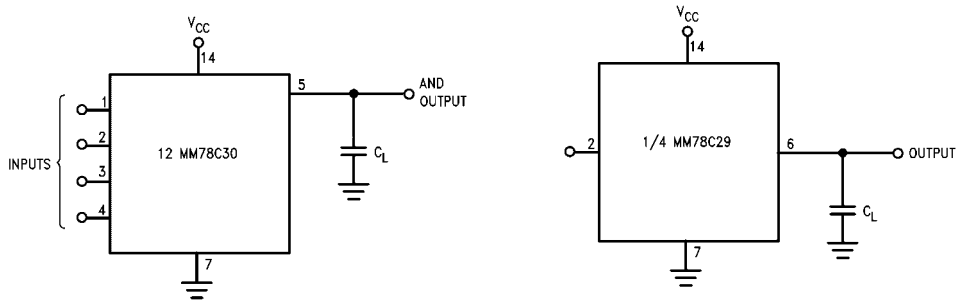 VCC
14
5
AND
OUTPUT
INPUTS
1
2
3
4
12 MM78C30
CL
7
VCC
14
2
1/4 MM78C29
6
OUTPUT
CL
7